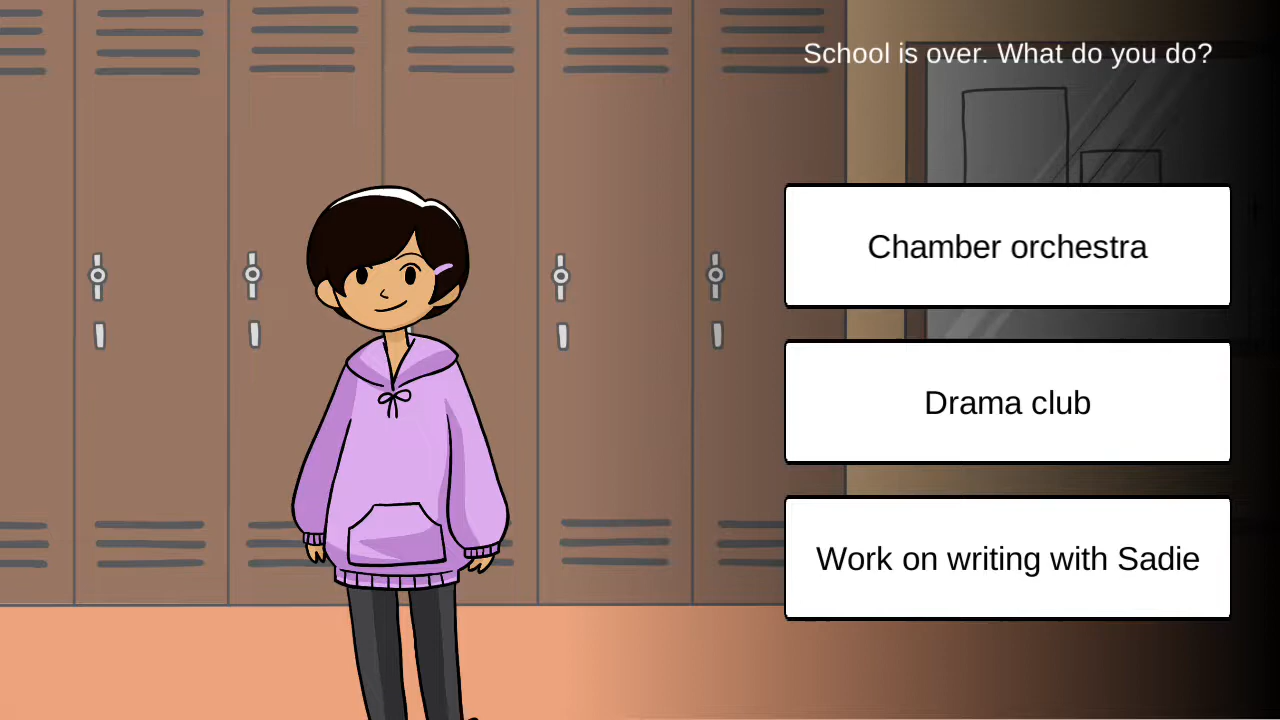 School is over. What do you do?
Chamber orchestra
Drama club
Work on writing with Sadie